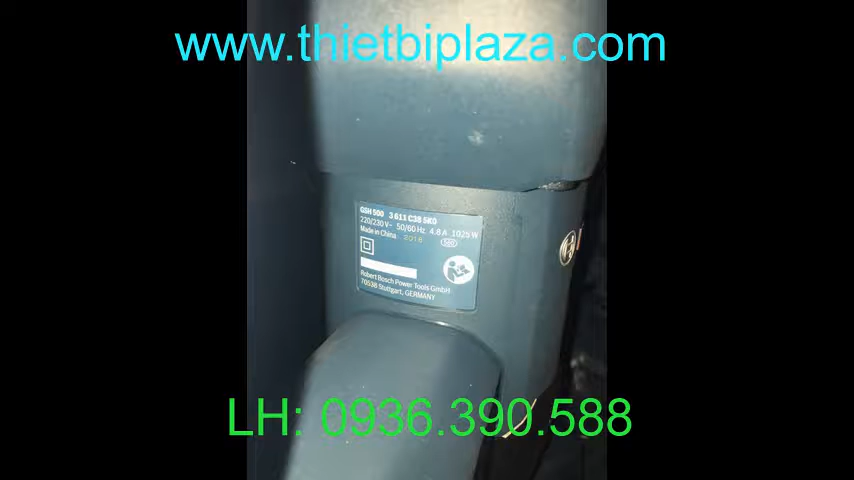 www.thietbiplaza.com
GSH 500 3 611 C38 5K0
220/230 V~ 50/60 Hz 4.8 A 1025 W
Made in China 2018
Robert Bosch Power Tools GmbH
70538 Stuttgart, GERMANY
LH: 0936.390.588